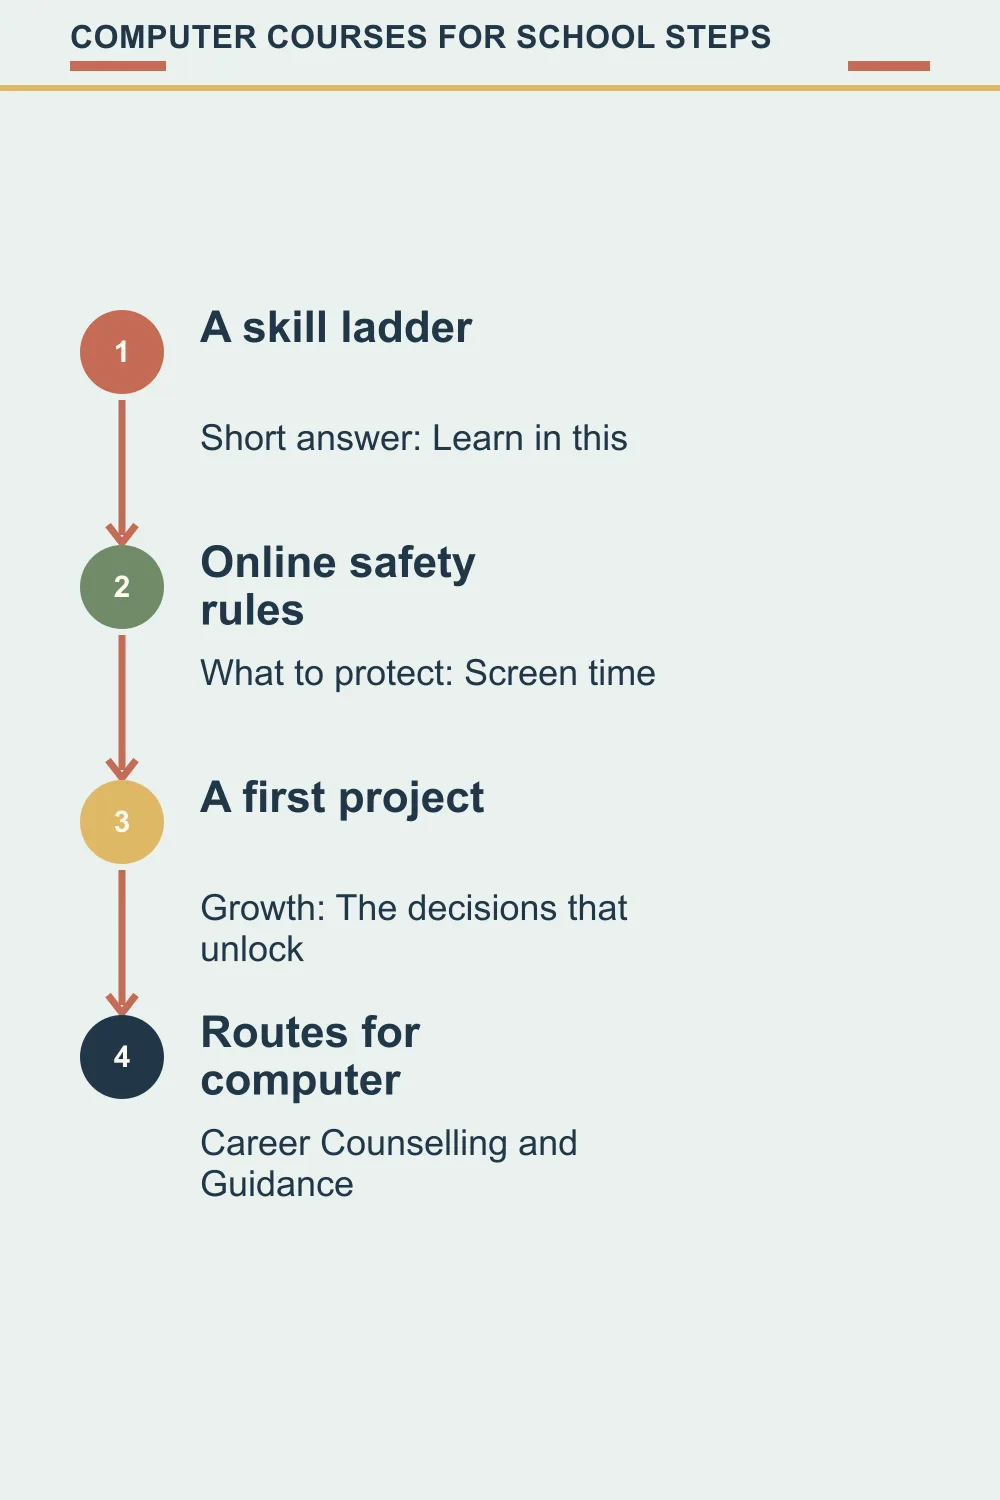 COMPUTER COURSES FOR SCHOOL STEPS
1
A skill ladder
Short answer: Learn in this
2
Online safety
rules
What to protect: Screen time
3
A first project
Growth: The decisions that
unlock
4
Routes for
computer
Career Counselling and
Guidance